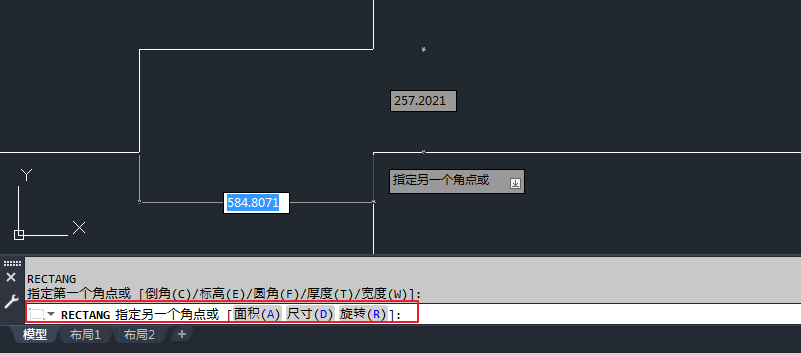 257.2021
指定另一个角点或
584.8071
Y
X
RECTANG
指定第一个角点或 [倒角(C)/标高(E)/圆角(F)/厚度(T)/宽度(W)]:
RECTANG 指定另一个角点或 [面积(A) 尺寸(D) 旋转(R)]:
模型 布局1 布局2 +